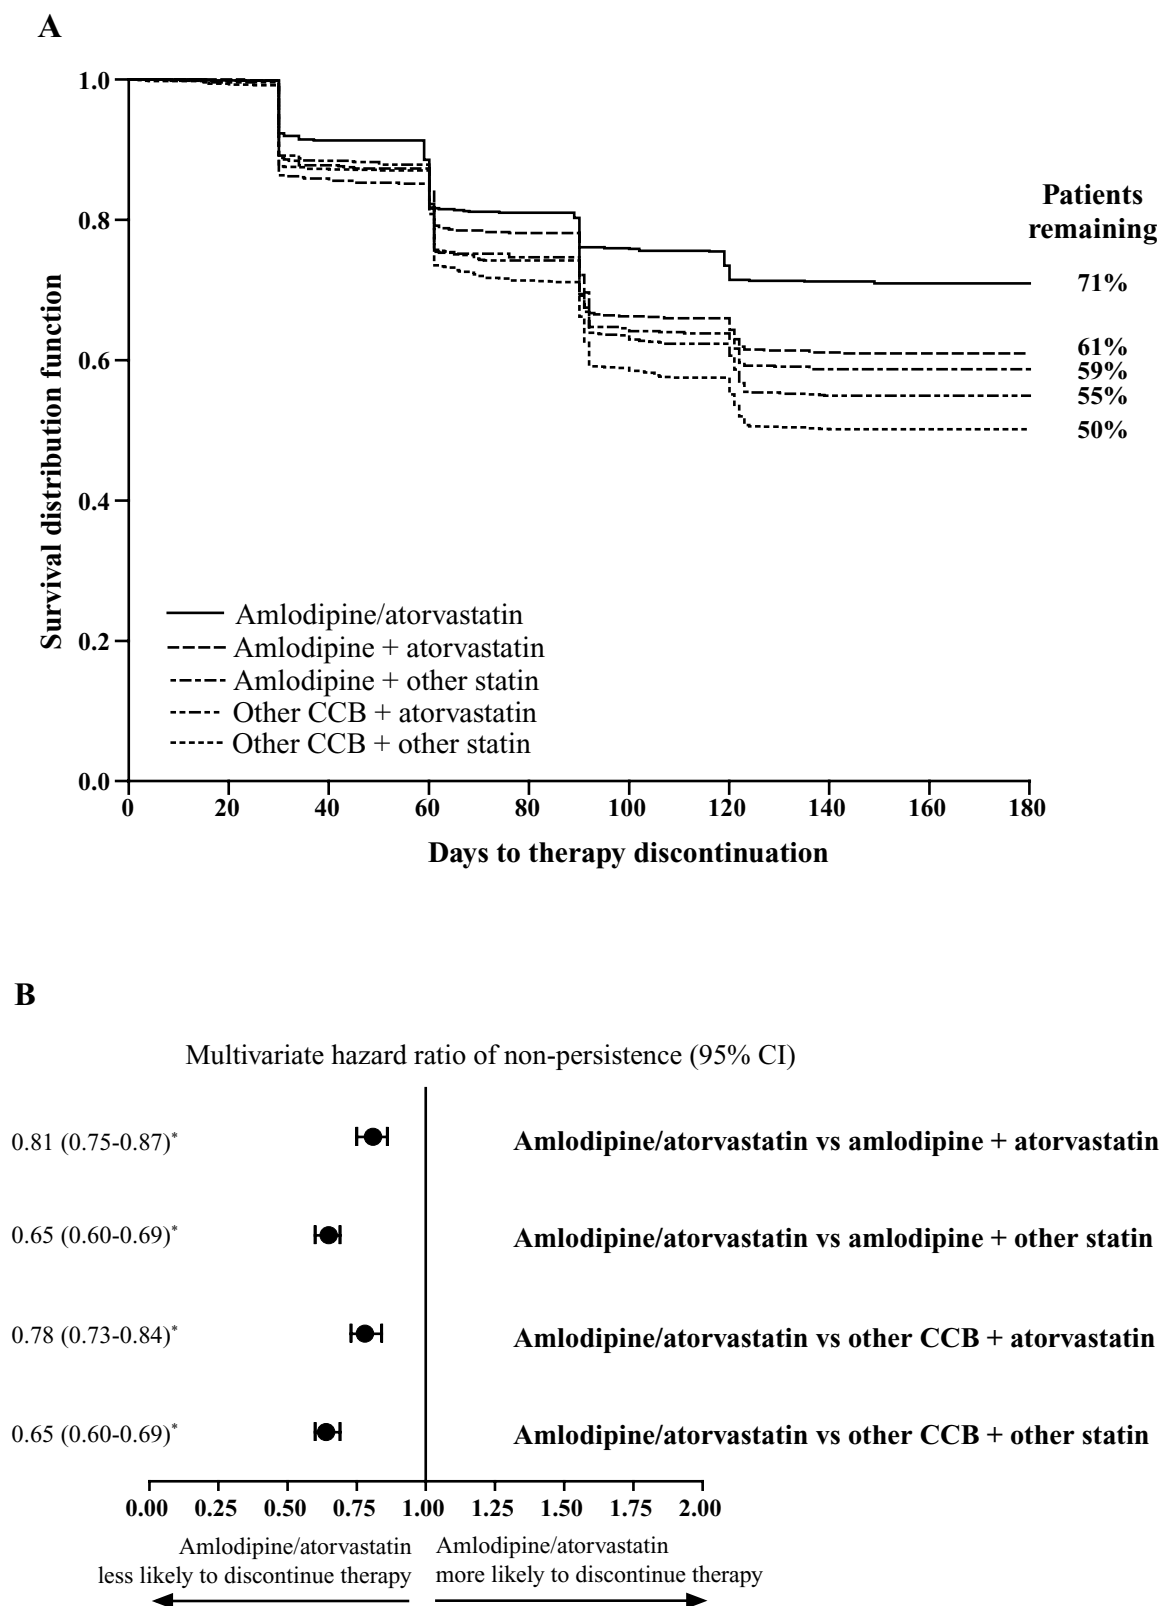 A
1.0
0.8
0.6
0.4
0.2
0.0
Survival distribution function
Patients
remaining
71%
61%
59%
55%
50%
Amlodipine/atorvastatin
Amlodipine + atorvastatin
Amlodipine + other statin
Other CCB + atorvastatin
Other CCB + other statin
0 20 40 60 80 100 120 140 160 180
Days to therapy discontinuation
B
Multivariate hazard ratio of non-persistence (95% CI)
0.81 (0.75-0.87)* Amlodipine/atorvastatin vs amlodipine + atorvastatin
0.65 (0.60-0.69)* Amlodipine/atorvastatin vs amlodipine + other statin
0.78 (0.73-0.84)* Amlodipine/atorvastatin vs other CCB + atorvastatin
0.65 (0.60-0.69)* Amlodipine/atorvastatin vs other CCB + other statin
0.00 0.25 0.50 0.75 1.00 1.25 1.50 1.75 2.00
Amlodipine/atorvastatin
less likely to discontinue therapy
Amlodipine/atorvastatin
more likely to discontinue therapy